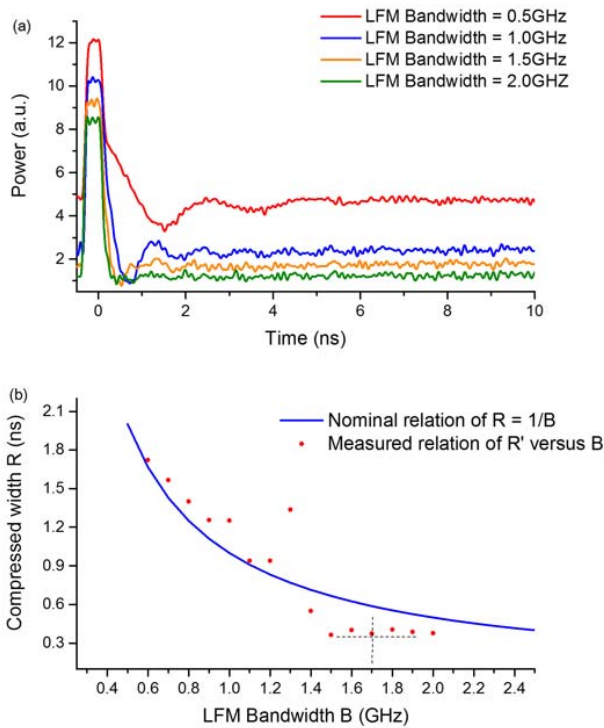 (a)
LFM Bandwidth = 0.5GHz
LFM Bandwidth = 1.0GHz
LFM Bandwidth = 1.5GHz
LFM Bandwidth = 2.0GHZ
Power (a.u.)
12
10
8
6
4
2
0 2 4 6 8 10
Time (ns)
(b)
Nominal relation of R = 1/B
Measured relation of R' versus B
Compressed width R (ns)
2.1
1.8
1.5
1.2
0.9
0.6
0.3
0.4 0.6 0.8 1.0 1.2 1.4 1.6 1.8 2.0 2.2 2.4
LFM Bandwidth B (GHz)